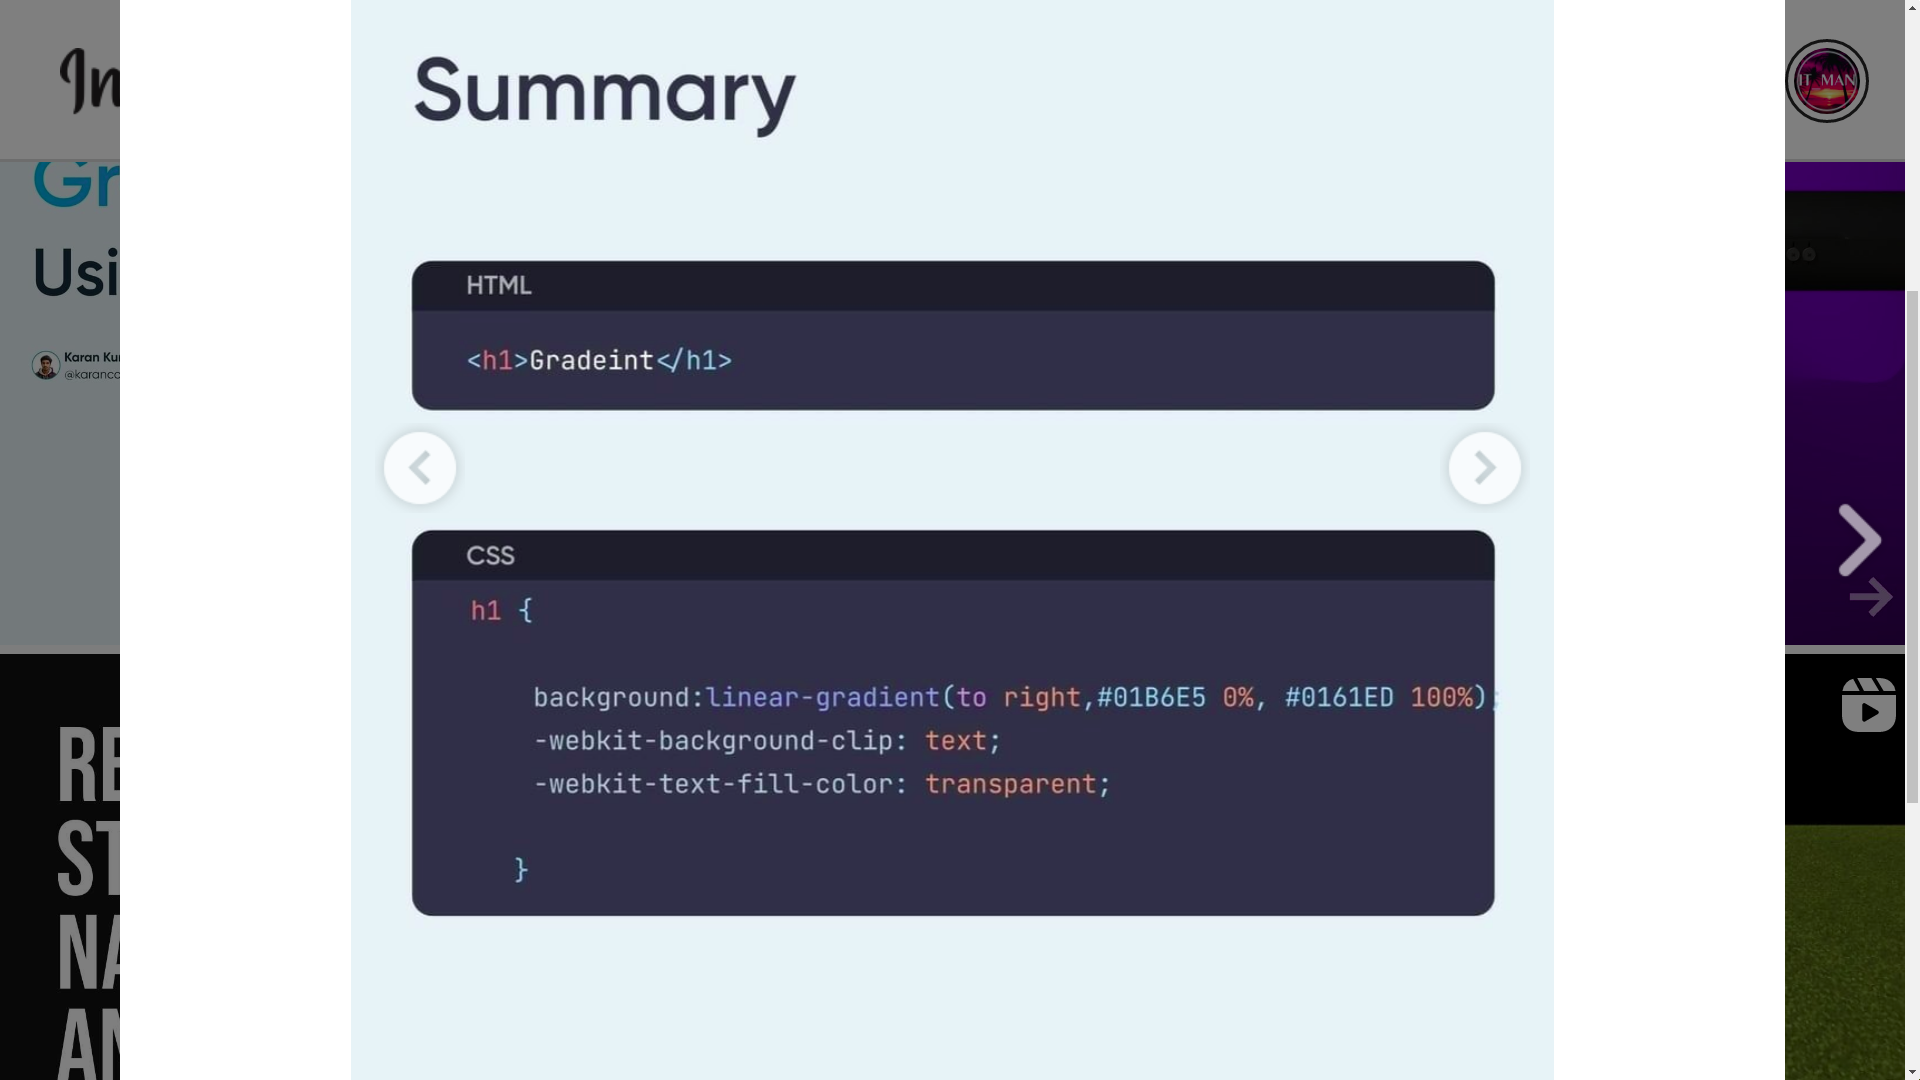 In
IT MAN
Gr
Usi
Karan Ku
@karanco
Summary
HTML
<h1>Gradeint</h1>
CSS
h1 {
background:linear-gradient(to right,#01B6E5 0%, #0161ED 100%);
-webkit-background-clip: text;
-webkit-text-fill-color: transparent;
}
RE
ST
NA
AN